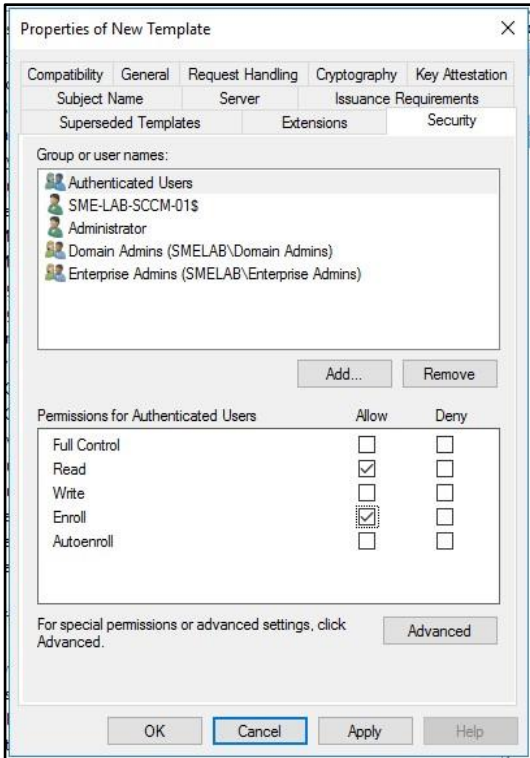 Properties of New Template
Compatibility General Request Handling Cryptography Key Attestation
Subject Name Server Issuance Requirements
Superseded Templates Extensions Security
Group or user names:
Authenticated Users
SME-LAB-SCCM-01$
Administrator
Domain Admins (SMELAB\Domain Admins)
Enterprise Admins (SMELAB\Enterprise Admins)
Add... Remove
Permissions for Authenticated Users Allow Deny
Full Control
Read
Write
Enroll
Autoenroll
For special permissions or advanced settings, click
Advanced.
Advanced
OK Cancel Apply Help